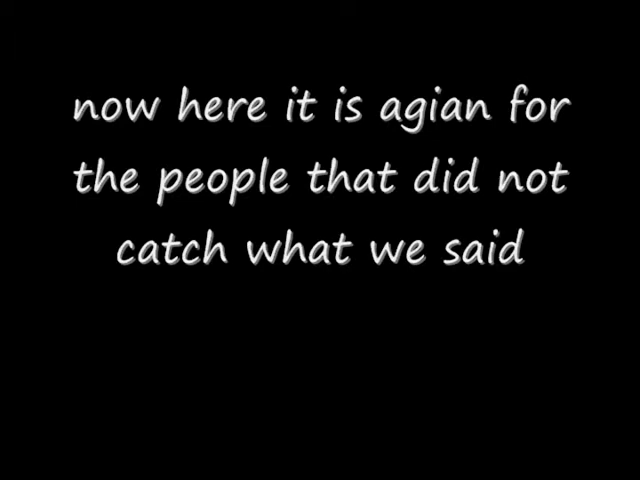 now here it is agian for
the people that did not
catch what we said